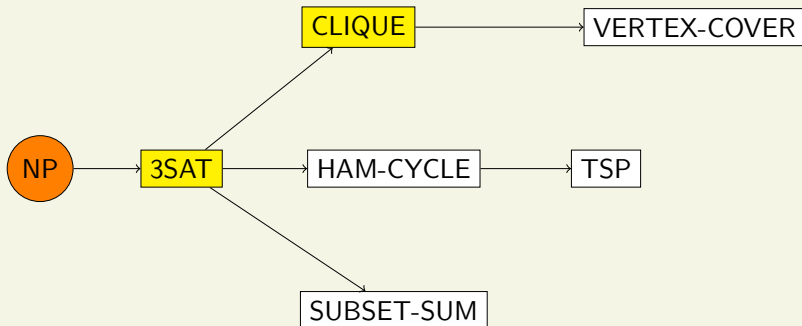 CLIQUE
VERTEX-COVER
NP
3SAT
HAM-CYCLE
TSP
SUBSET-SUM